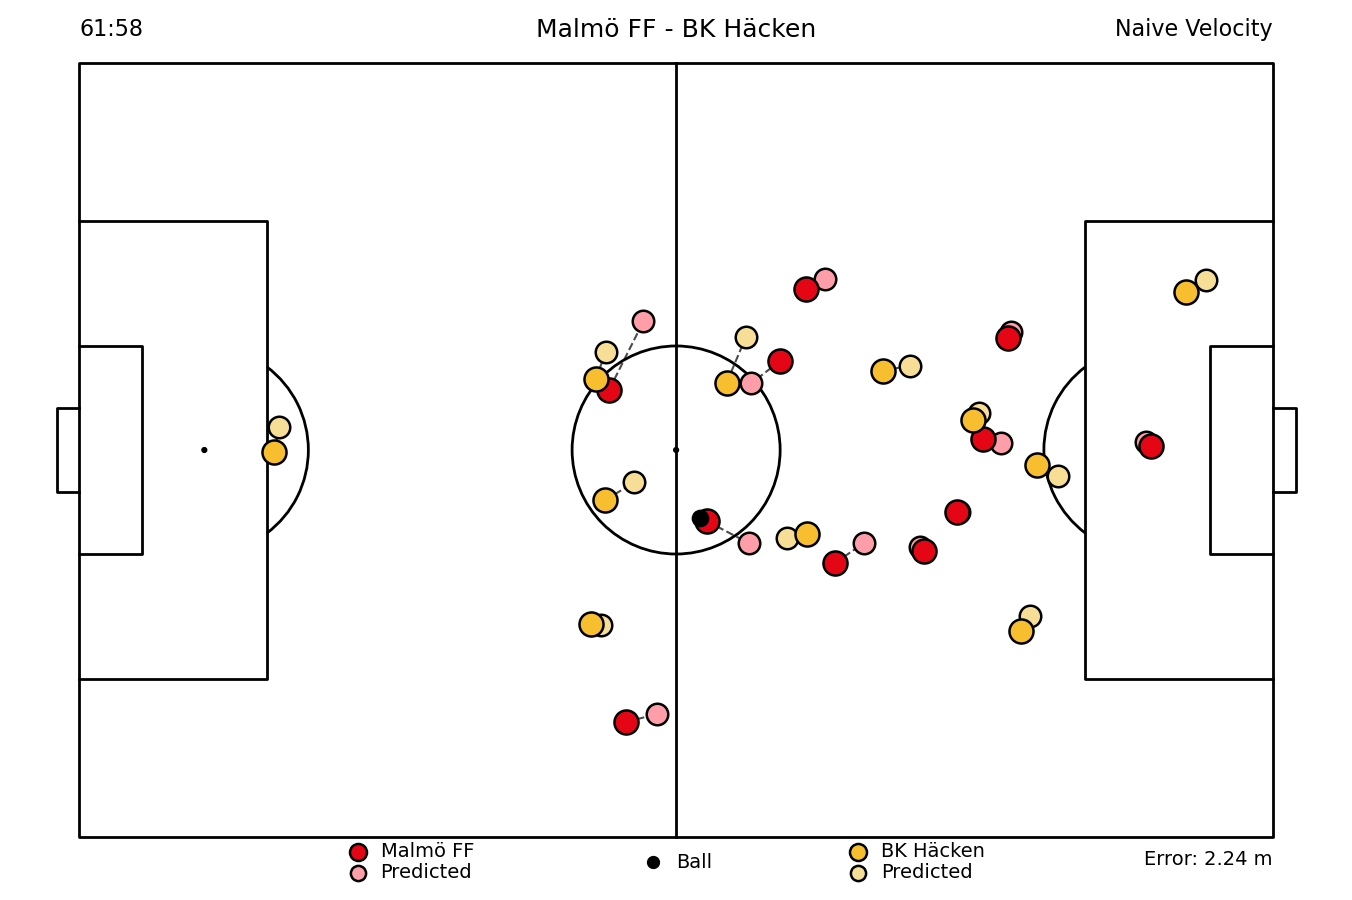 61:58
Malmö FF - BK Häcken
Naive Velocity
Malmö FF
Predicted
Ball
BK Häcken
Predicted
Error: 2.24 m